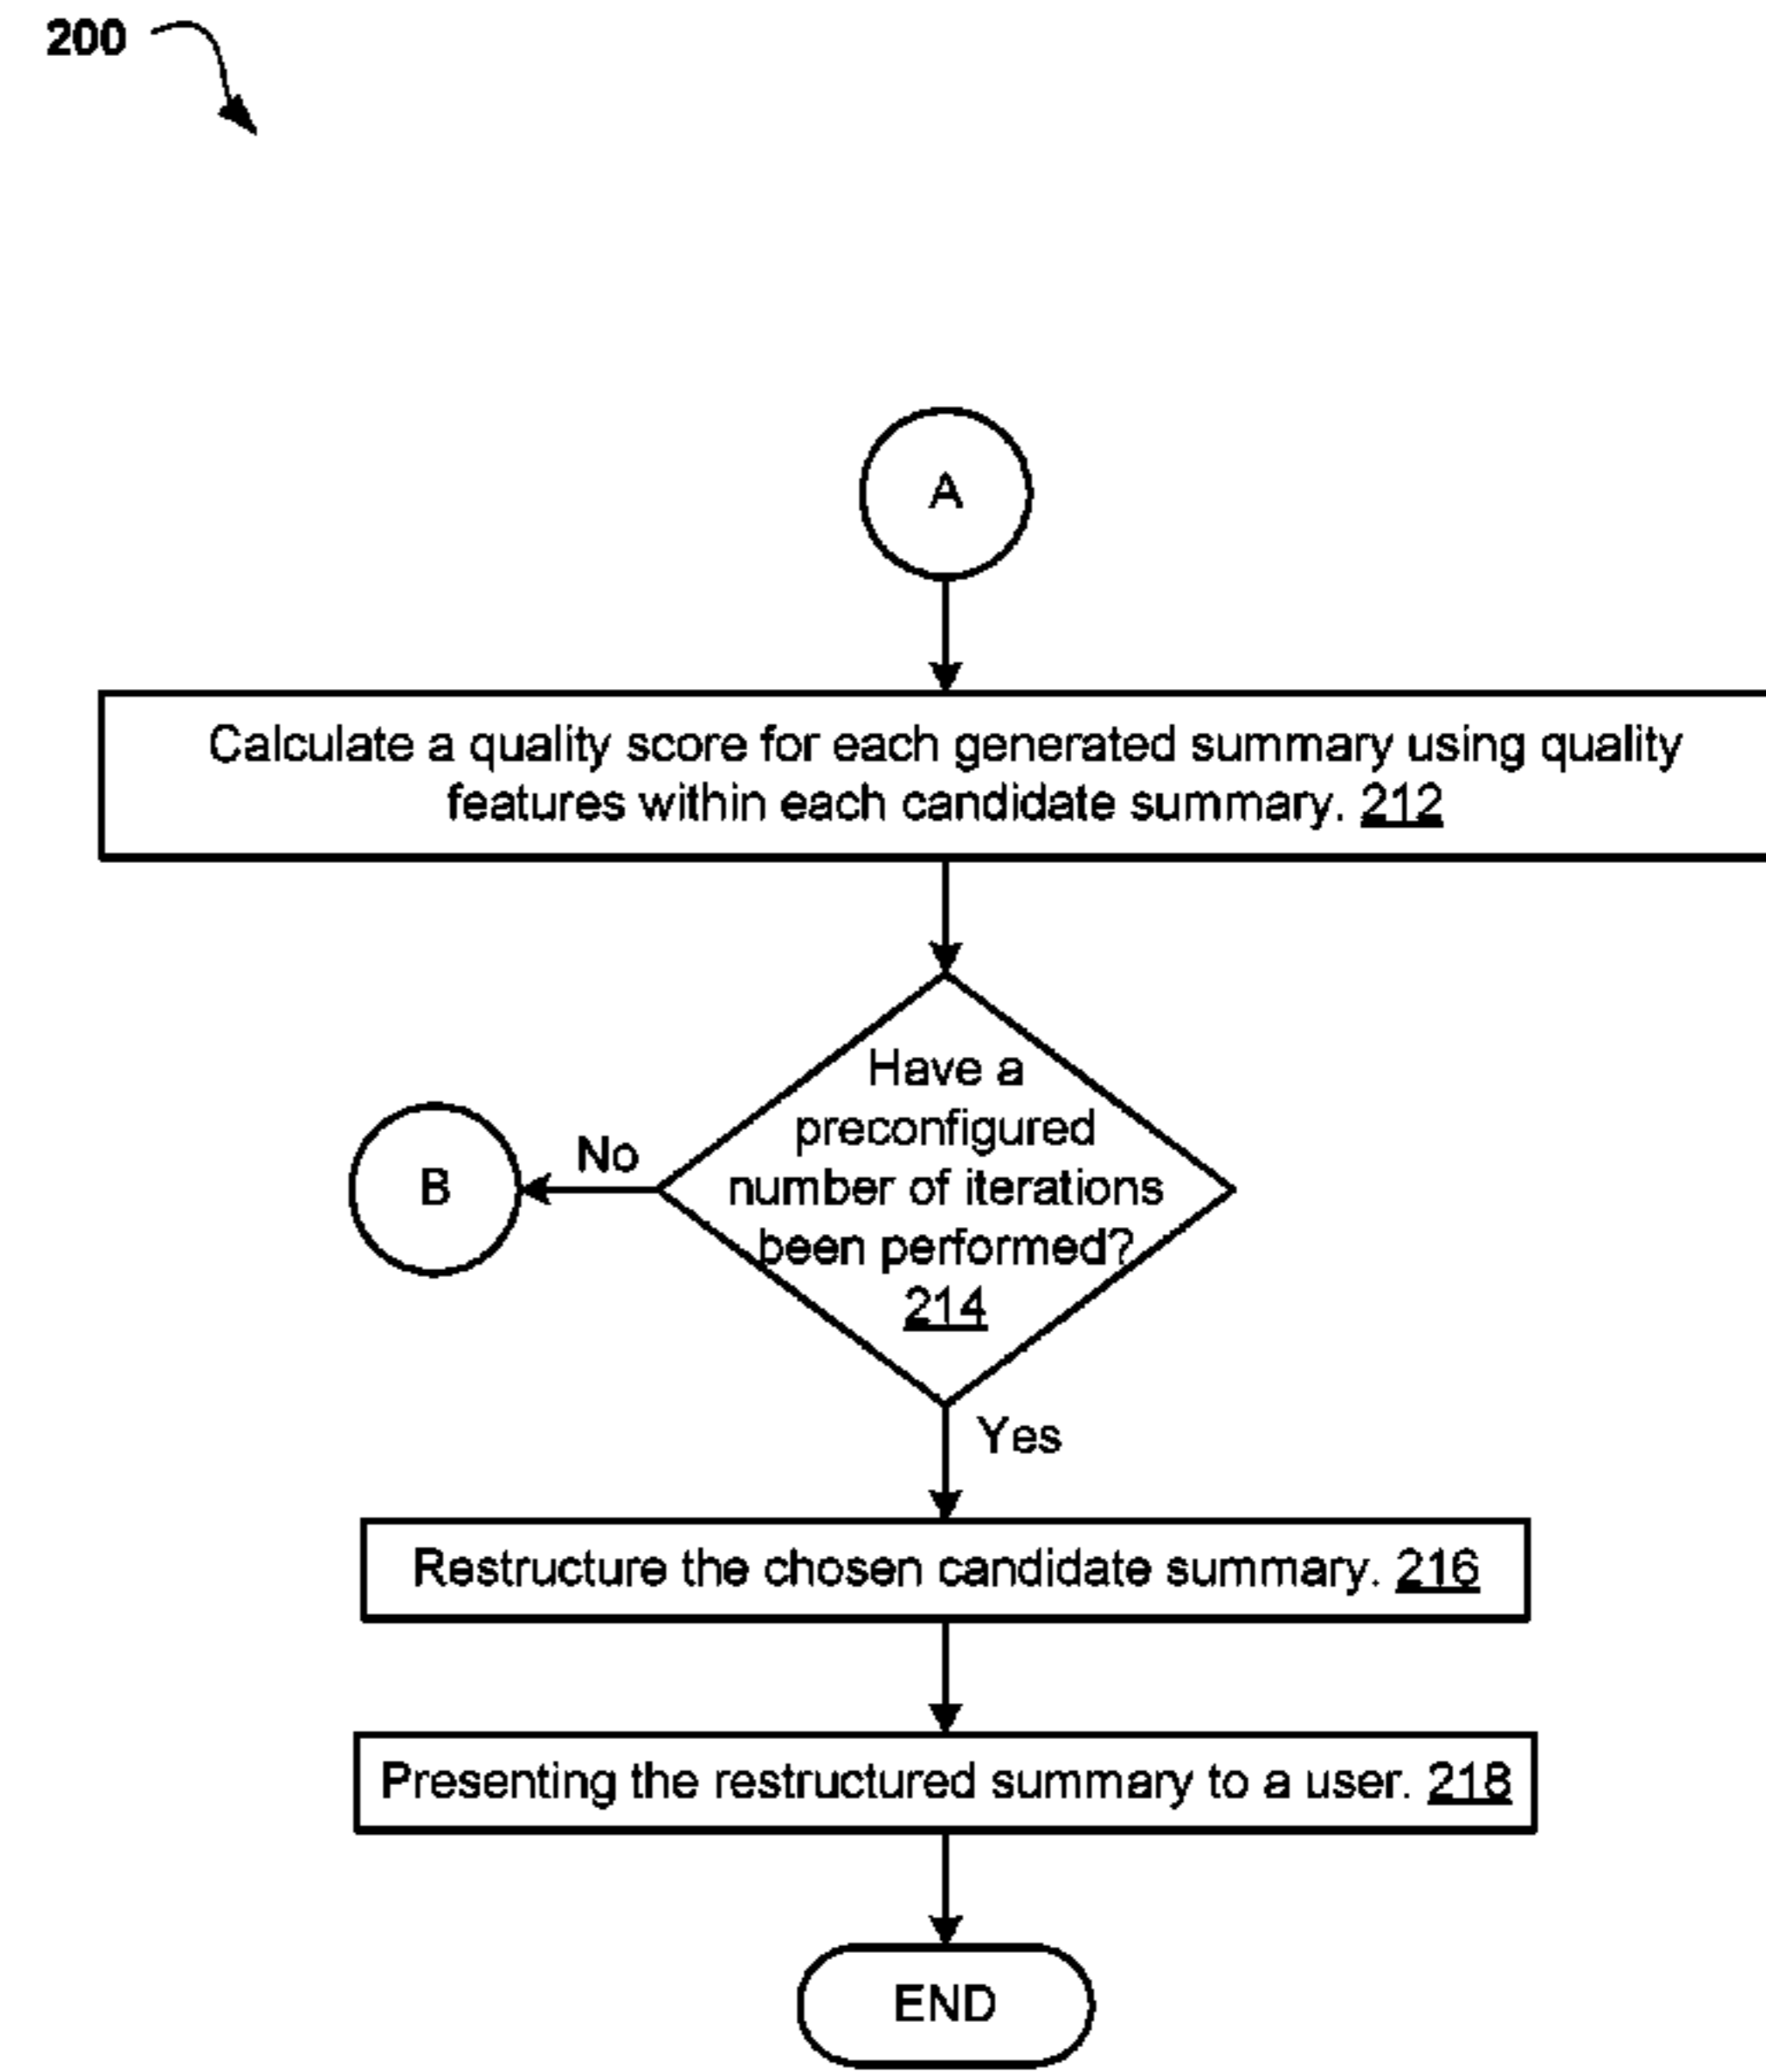 200
A
Calculate a quality score for each generated summary using quality
features within each candidate summary. 212
Have a
preconfigured
number of iterations
been performed?
214
No
B
Yes
Restructure the chosen candidate summary. 216
Presenting the restructured summary to a user. 218
END